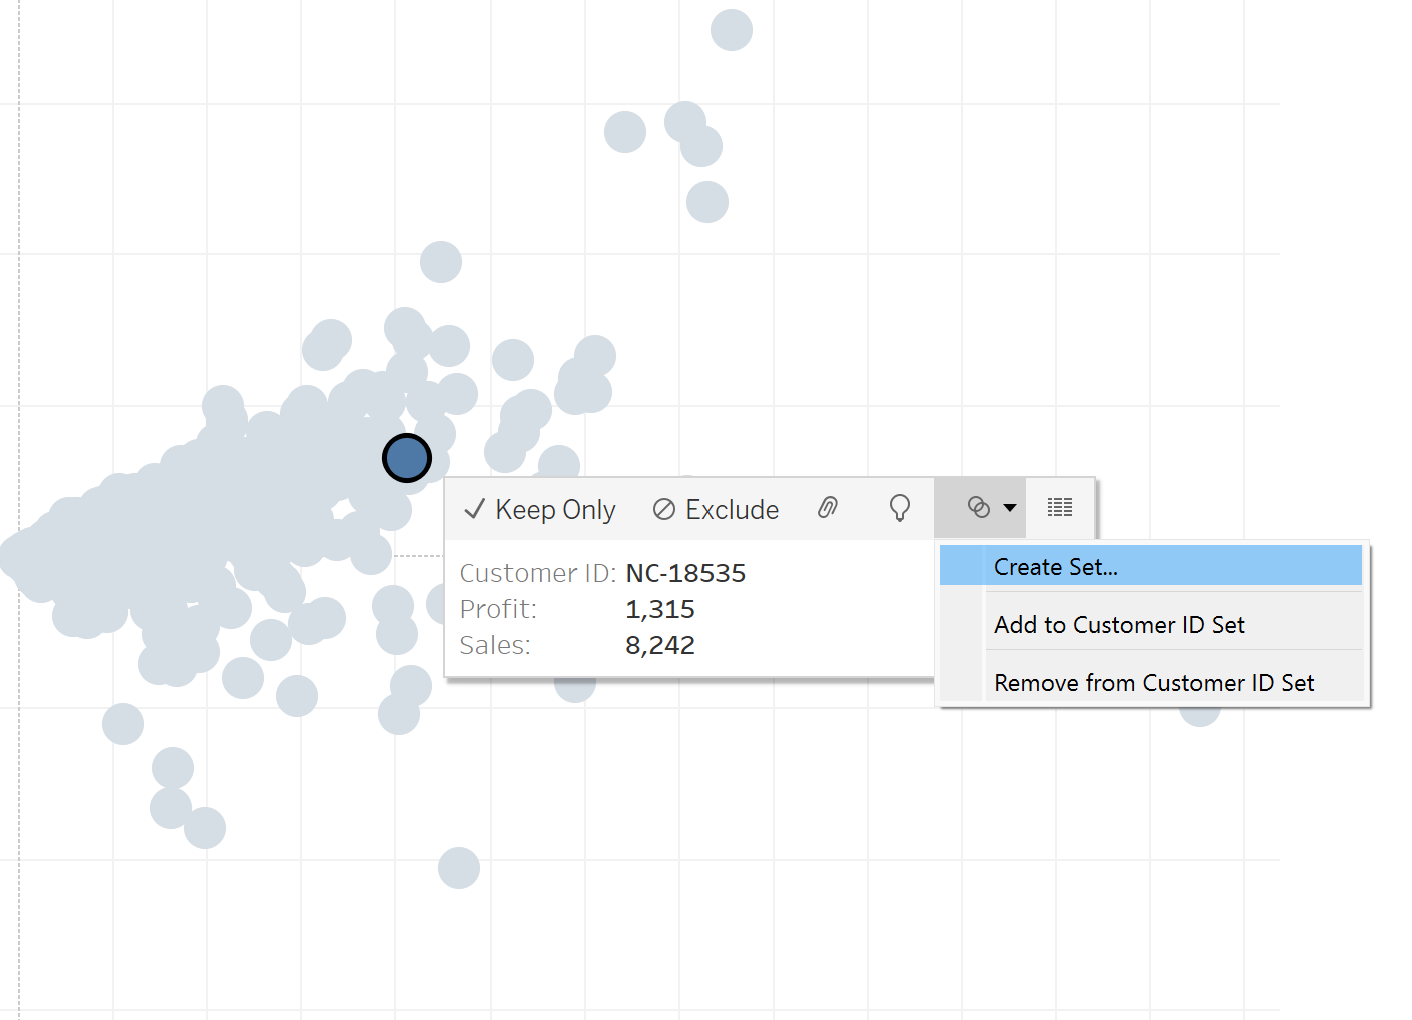 Keep Only Exclude
Create Set...
Customer ID: NC-18535
Profit: 1,315
Add to Customer ID Set
Sales: 8,242
Remove from Customer ID Set